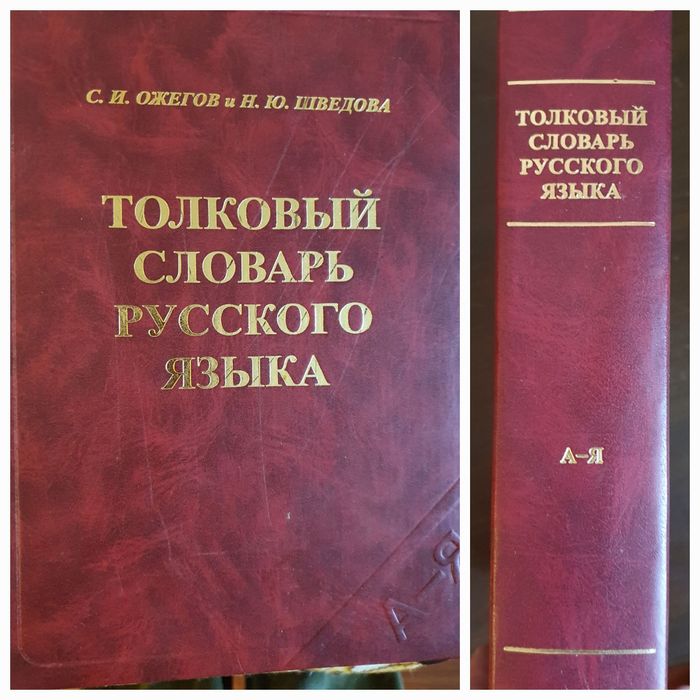 С. И. ОЖЕГОВ и Н. Ю. ШВЕДОВА
ТОЛКОВЫЙ
СЛОВАРЬ
РУССКОГО
ЯЗЫКА
А–Я
ТОЛКОВЫЙ
СЛОВАРЬ
РУССКОГО
ЯЗЫКА
А–Я